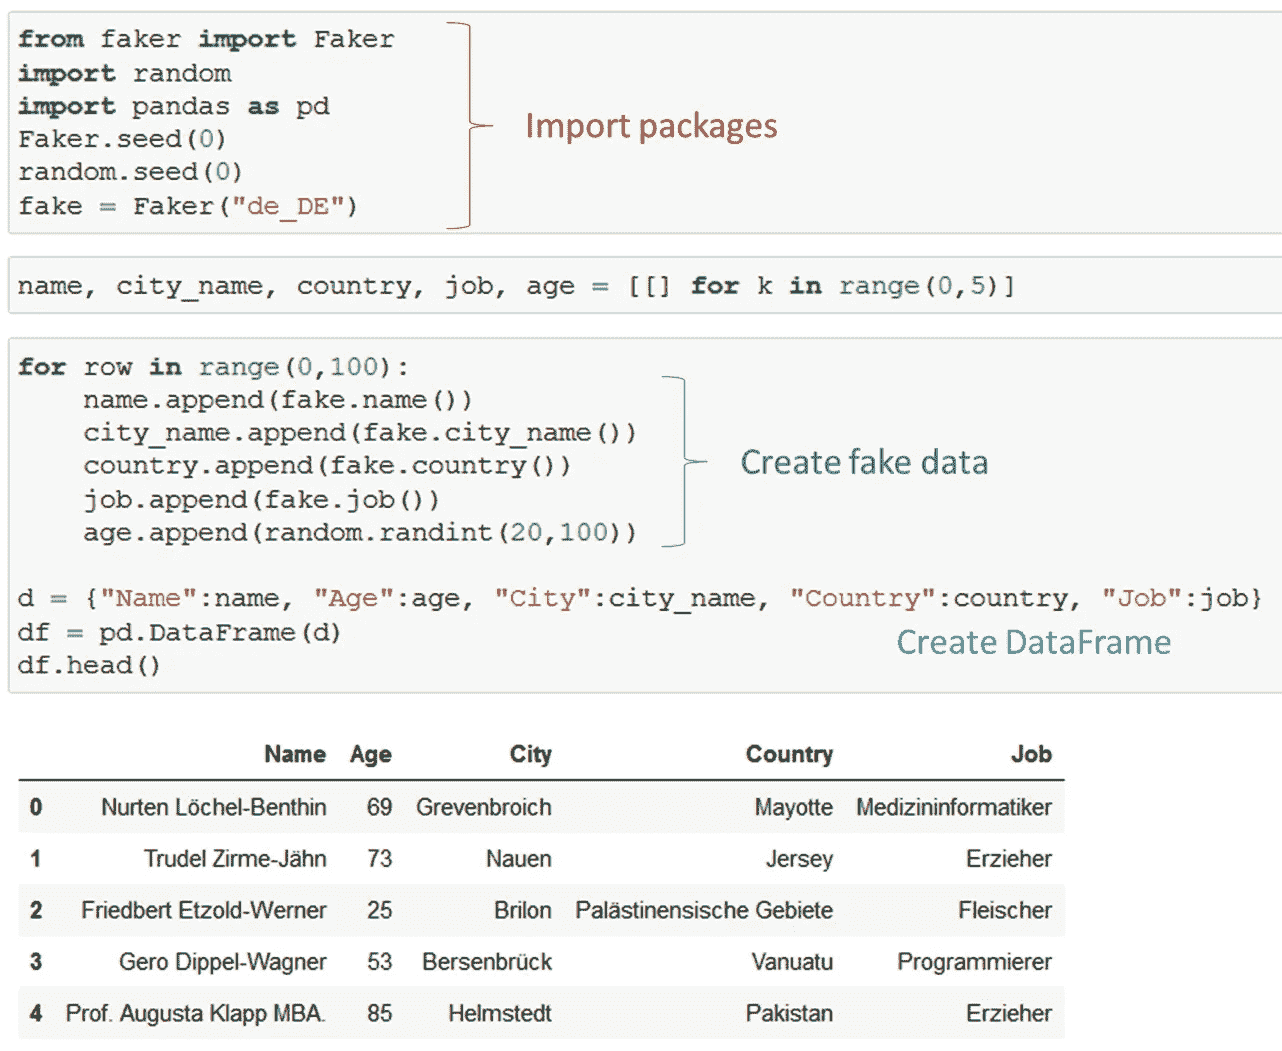 from faker import Faker
import random
import pandas as pd
Faker.seed(0)
random.seed(0)
fake = Faker("de_DE")
Import packages
name, city_name, country, job, age = [[] for k in range(0,5)]
for row in range(0,100):
    name.append(fake.name())
    city_name.append(fake.city_name())
    country.append(fake.country())
    job.append(fake.job())
    age.append(random.randint(20,100))
Create fake data
d = {"Name":name, "Age":age, "City":city_name, "Country":country, "Job":job}
df = pd.DataFrame(d)
df.head()
Create DataFrame
Name Age City Country Job
0 Nurten Löchel-Benthin 69 Grevenbroich Mayotte Medizininformatiker
1 Trudel Zirme-Jähn 73 Nauen Jersey Erzieher
2 Friedbert Etzold-Werner 25 Brilon Palästinensische Gebiete Fleischer
3 Gero Dippel-Wagner 53 Bersenbrück Vanuatu Programmierer
4 Prof. Augusta Klapp MBA. 85 Helmstedt Pakistan Erzieher